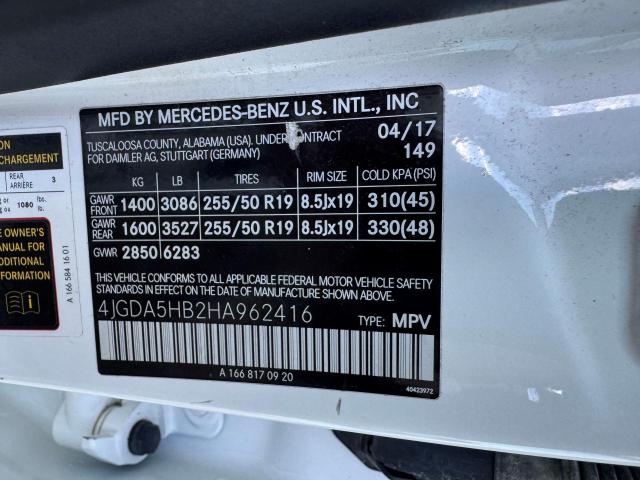 MFD BY MERCEDES-BENZ U.S. INTL., INC
TUSCALOOSA COUNTY, ALABAMA (USA). UNDER CONTRACT 04/17
FOR DAIMLER AG, STUTTGART (GERMANY) 149
KG LB TIRES RIM SIZE COLD KPA(PSI)
GAWR FRONT 1400 3086 255/50 R19 8.5Jx19 310(45)
GAWR REAR 1600 3527 255/50 R19 8.5Jx19 330(48)
GVWR 2850 6283
THIS VEHICLE CONFORMS TO ALL APPLICABLE FEDERAL MOTOR VEHICLE SAFETY
STANDARDS IN EFFECT ON THE DATE OF MANUFACTURE SHOWN ABOVE.
4JGDA5HB2HA962416 TYPE: MPV
A 166 817 09 20
40423972
ON
CHARGEMENT
REAR
ARRIÈRE 3
or 1080 lbs.
ou lb.
E OWNER'S
MANUAL FOR
INFORMATION
A 166 584 16 01